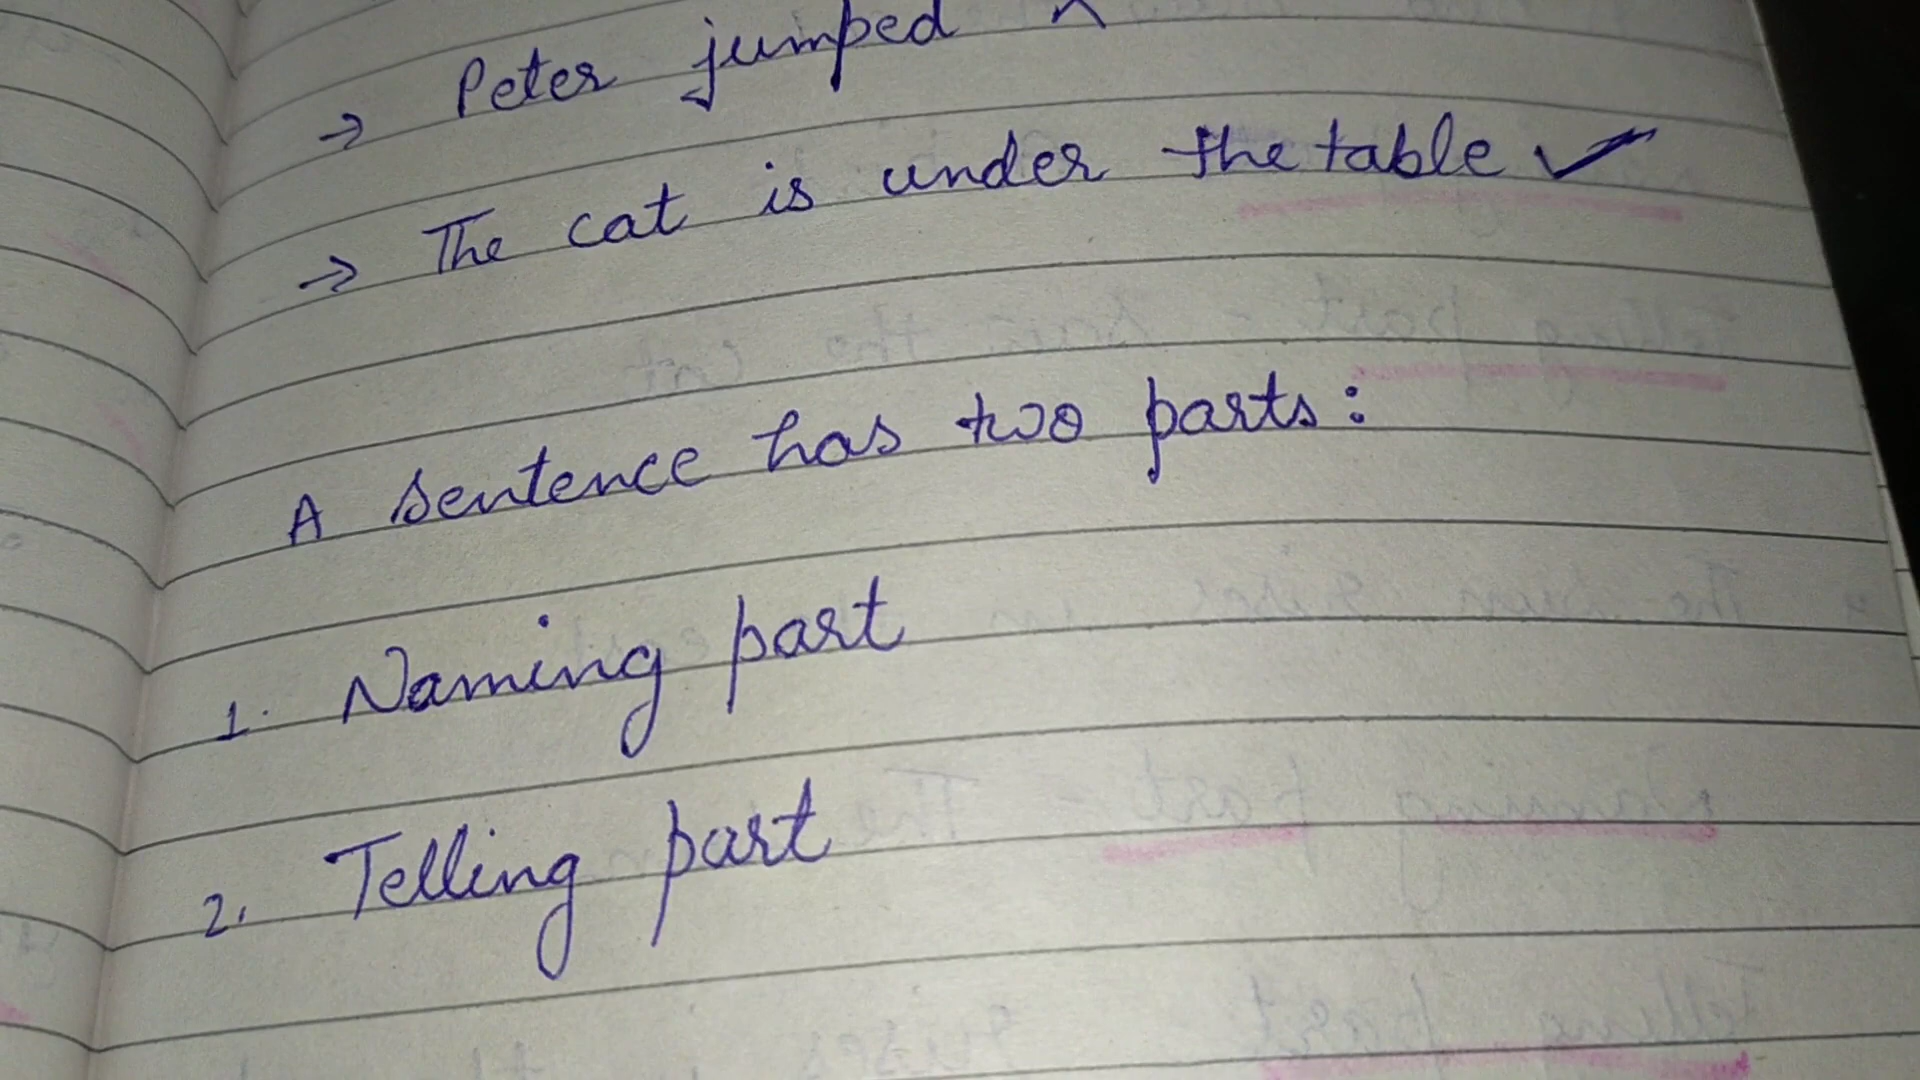 → Peter jumped
→ The cat is under the table ✓
A sentence has two parts:
1. Naming part
2. Telling part